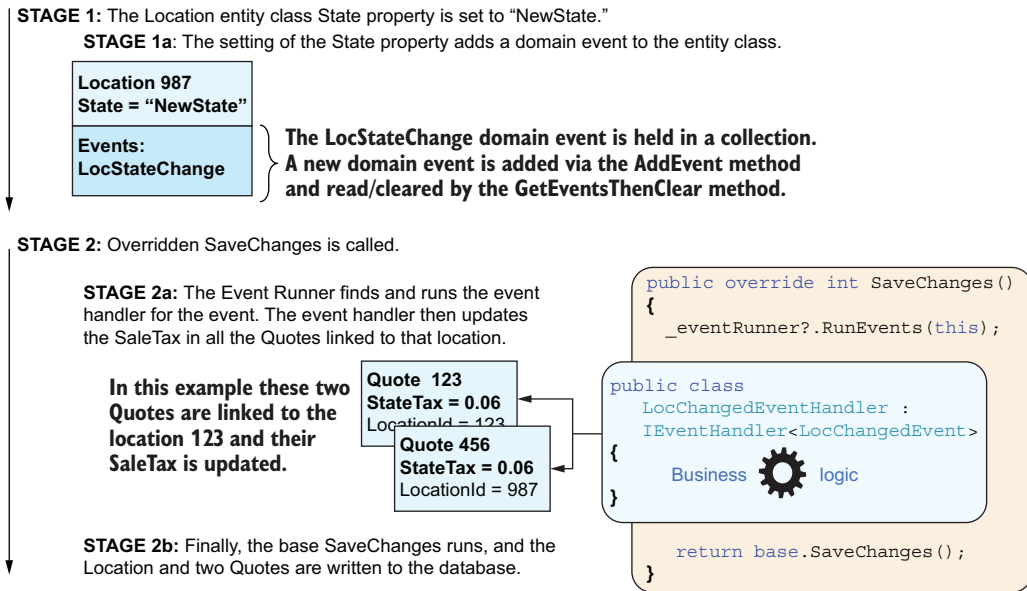 STAGE 1: The Location entity class State property is set to “NewState.”
STAGE 1a: The setting of the State property adds a domain event to the entity class.
Location 987
State = “NewState”
Events:
LocStateChange
The LocStateChange domain event is held in a collection.
A new domain event is added via the AddEvent method
and read/cleared by the GetEventsThenClear method.
STAGE 2: Overridden SaveChanges is called.
STAGE 2a: The Event Runner finds and runs the event
handler for the event. The event handler then updates
the SaleTax in all the Quotes linked to that location.
In this example these two
Quotes are linked to the
location 123 and their
SaleTax is updated.
Quote 123
StateTax = 0.06
LocationId = 123
Quote 456
StateTax = 0.06
LocationId = 987
public override int SaveChanges()
{
_eventRunner?.RunEvents(this);
public class
LocChangedEventHandler :
IEventHandler<LocChangedEvent>
{
Business logic
}
return base.SaveChanges();
}
STAGE 2b: Finally, the base SaveChanges runs, and the
Location and two Quotes are written to the database.